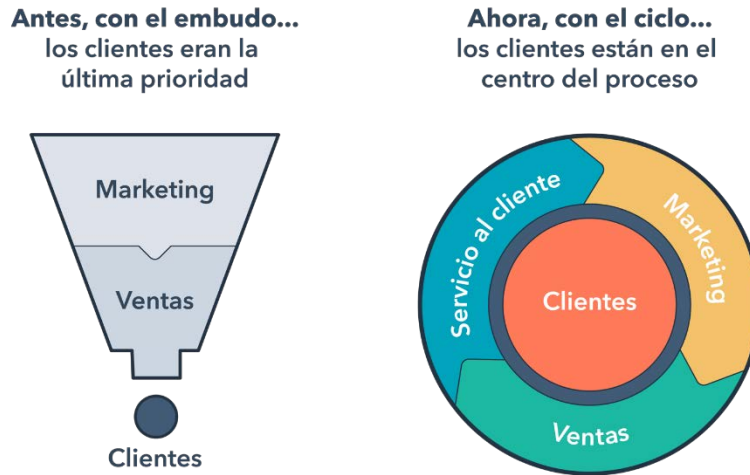 Antes, con el embudo...
los clientes eran la
última prioridad
Marketing
Ventas
Clientes
Ahora, con el ciclo...
los clientes están en el
centro del proceso
Servicio al cliente
Marketing
Clientes
Ventas